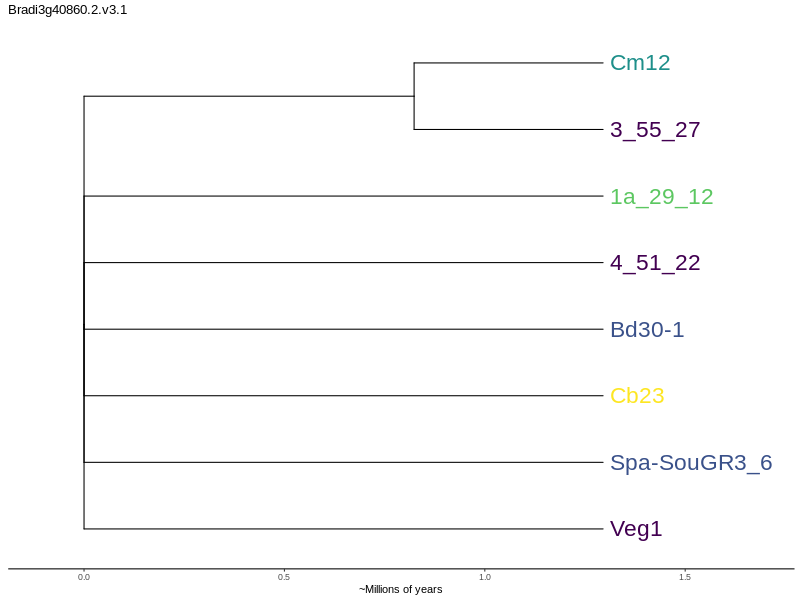 Bradi3g40860.2.v3.1
Cm12
3_55_27
1a_29_12
4_51_22
Bd30-1
Cb23
Spa-SouGR3_6
Veg1
0.0 0.5 1.0 1.5
~Millions of years